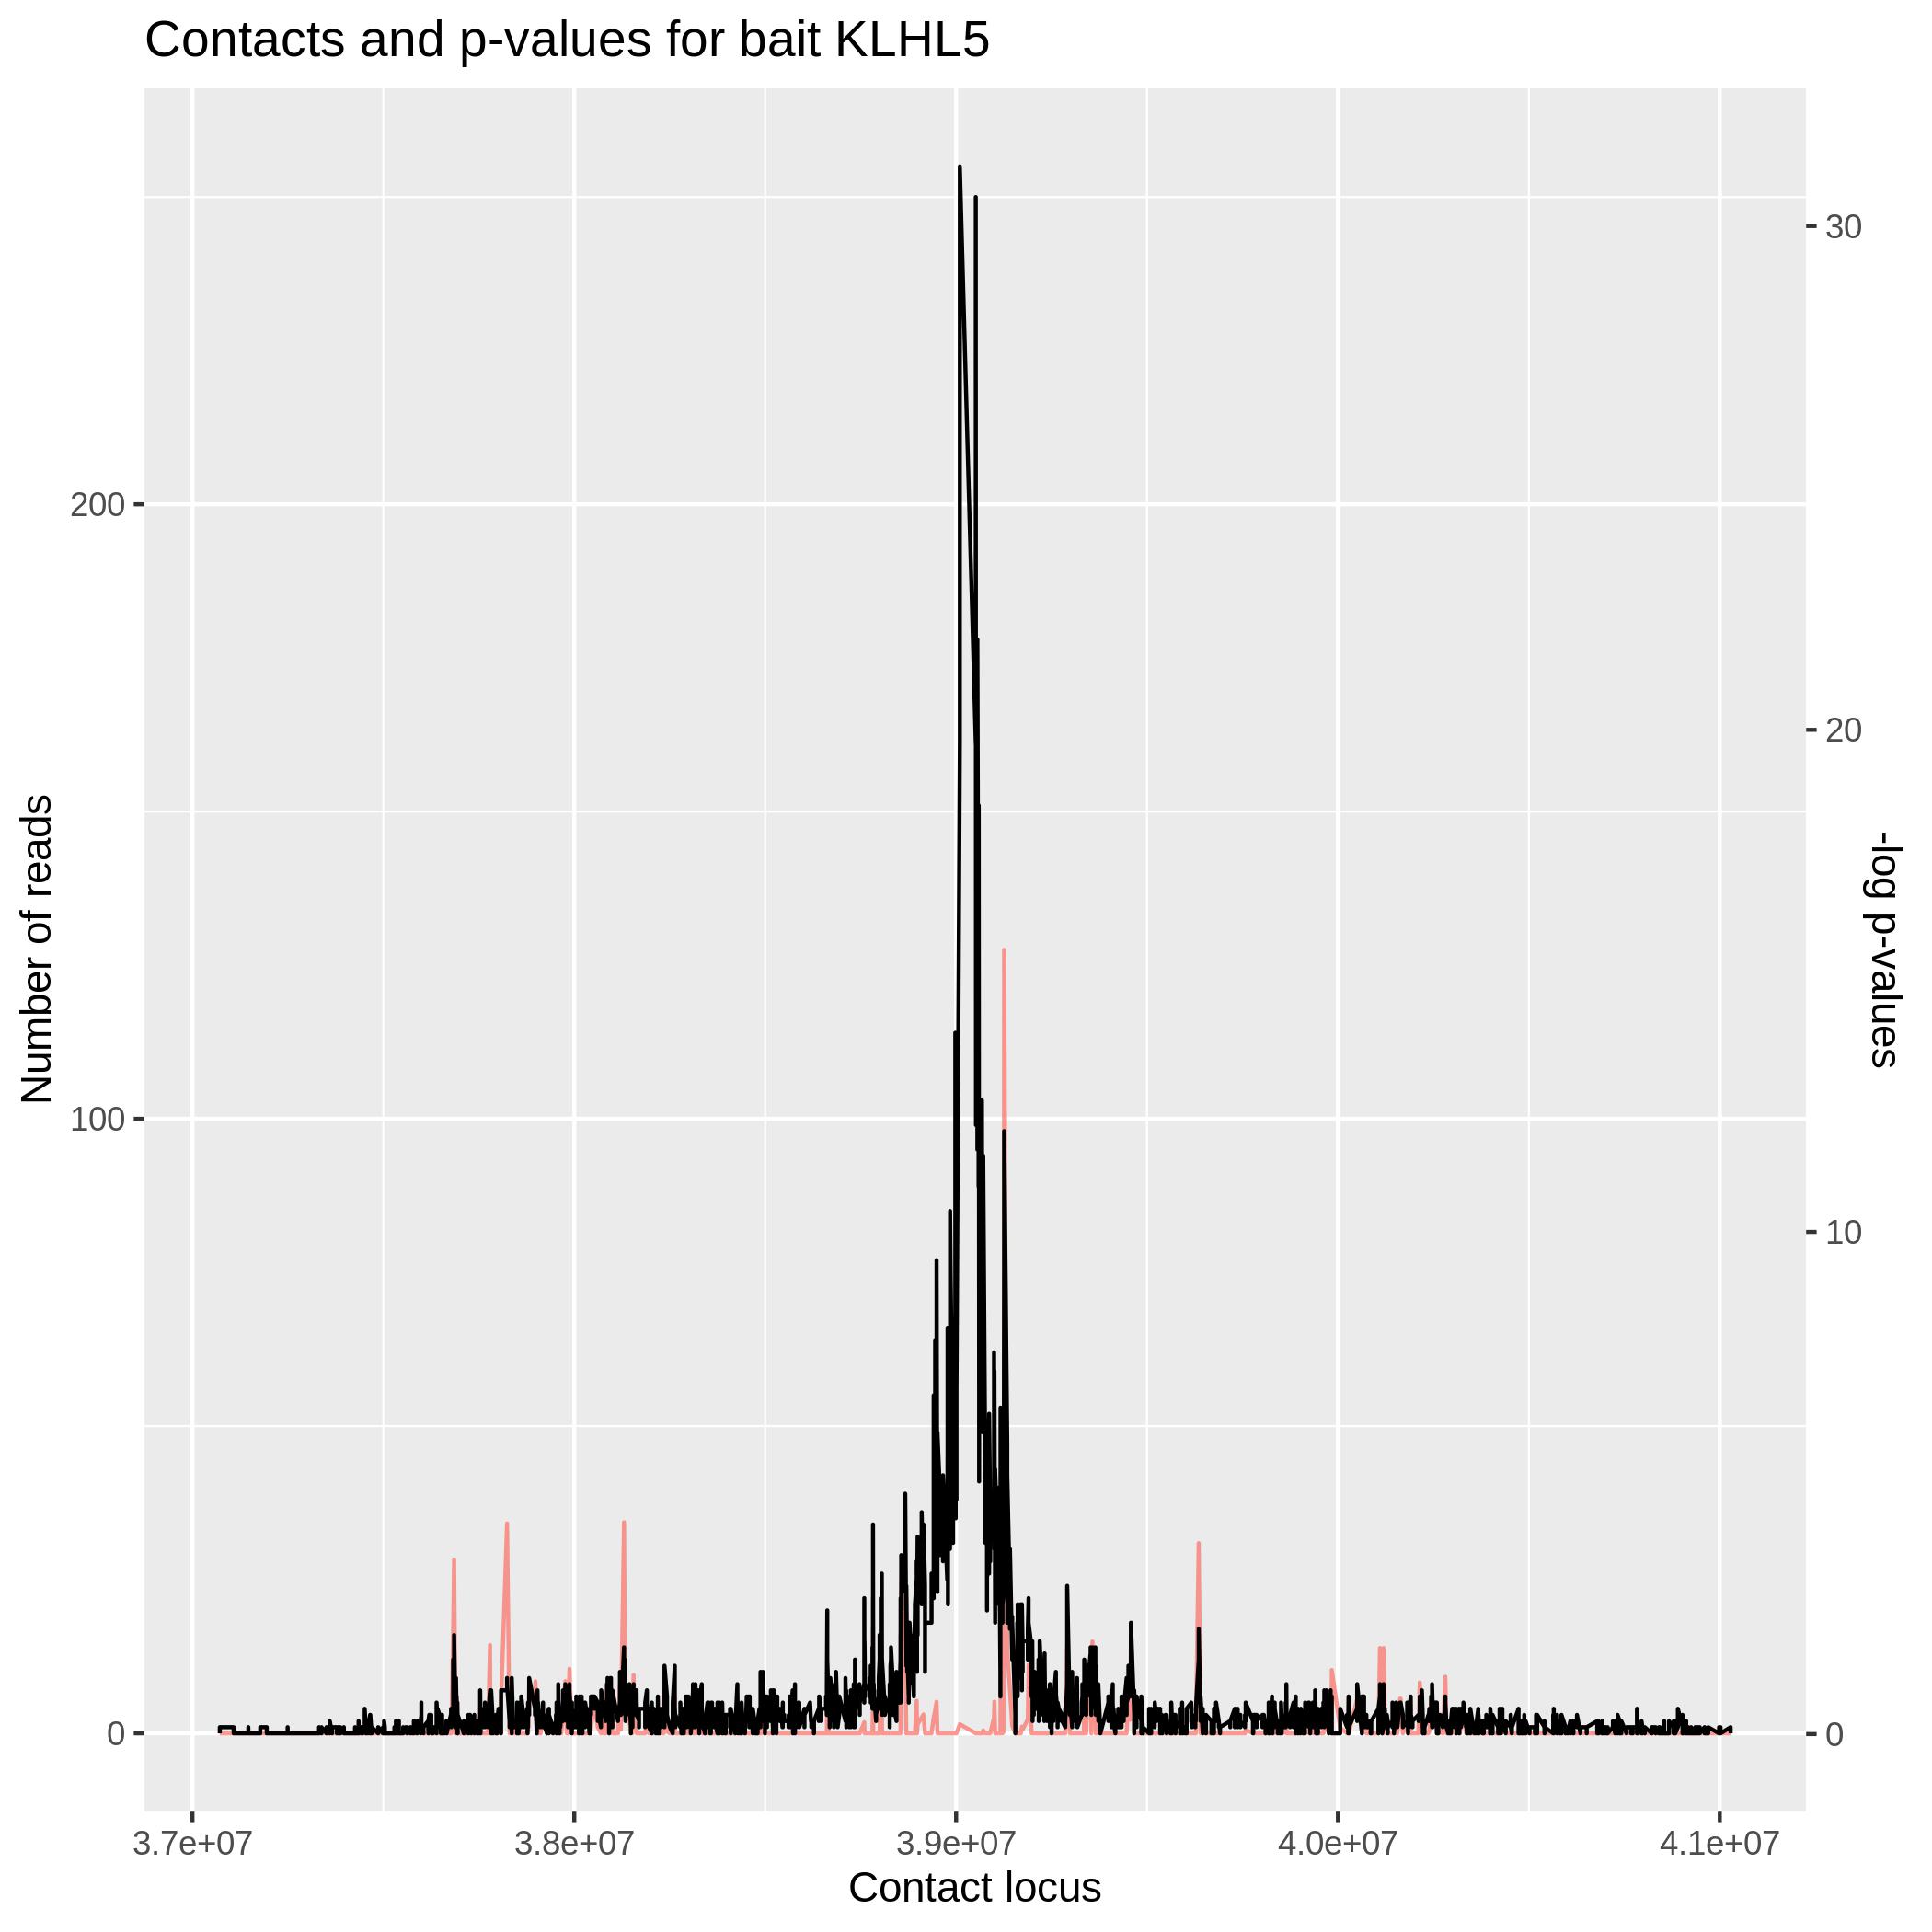 Contacts and p-values for bait KLHL5
Number of reads
200
100
0
30
20
10
0
-log p-values
3.7e+07
3.8e+07
3.9e+07
4.0e+07
4.1e+07
Contact locus